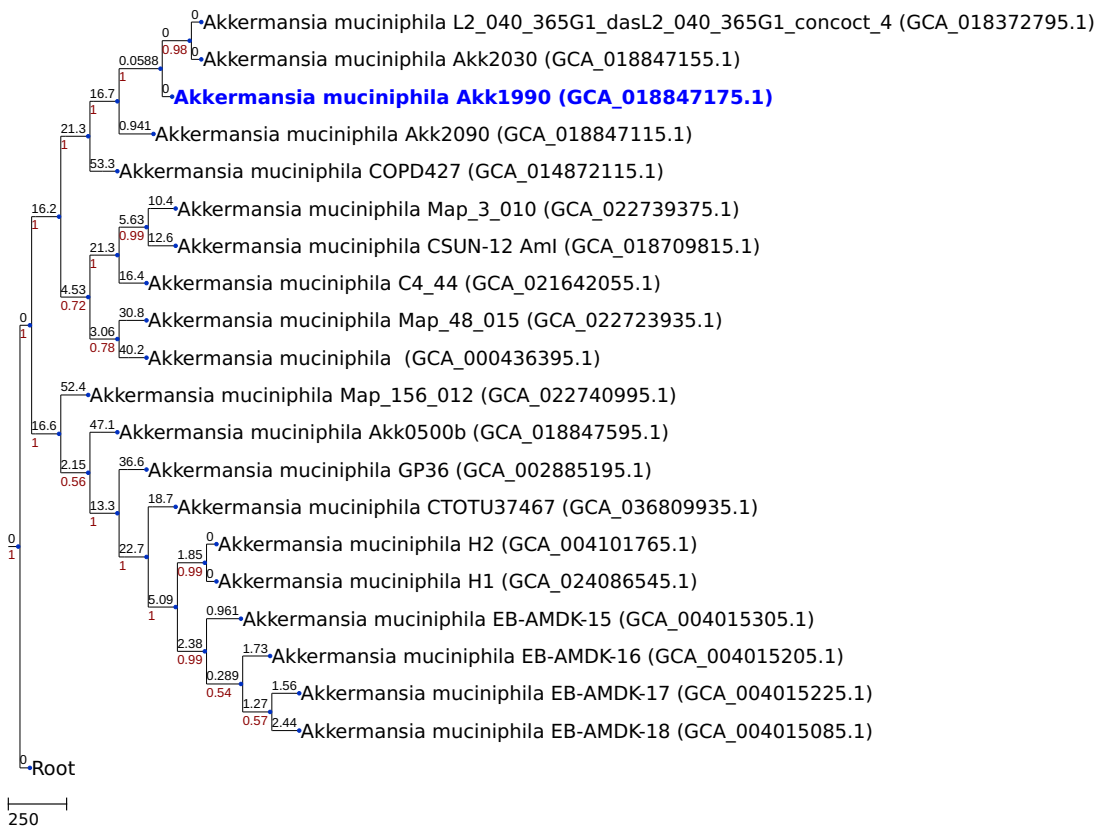 0
Akkermansia muciniphila L2_040_365G1_dasL2_040_365G1_concoct_4 (GCA_018372795.1)
0
0.98
0
Akkermansia muciniphila Akk2030 (GCA_018847155.1)
0.0588
1
0
Akkermansia muciniphila Akk1990 (GCA_018847175.1)
16.7
1
0.941
Akkermansia muciniphila Akk2090 (GCA_018847115.1)
21.3
1
53.3
Akkermansia muciniphila COPD427 (GCA_014872115.1)
16.2
1
10.4
Akkermansia muciniphila Map_3_010 (GCA_022739375.1)
5.63
0.99
12.6
Akkermansia muciniphila CSUN-12 AmI (GCA_018709815.1)
21.3
1
16.4
Akkermansia muciniphila C4_44 (GCA_021642055.1)
4.53
0.72
30.8
Akkermansia muciniphila Map_48_015 (GCA_022723935.1)
3.06
0.78
40.2
Akkermansia muciniphila  (GCA_000436395.1)
0
1
52.4
Akkermansia muciniphila Map_156_012 (GCA_022740995.1)
16.6
1
47.1
Akkermansia muciniphila Akk0500b (GCA_018847595.1)
2.15
0.56
36.6
Akkermansia muciniphila GP36 (GCA_002885195.1)
13.3
1
18.7
Akkermansia muciniphila CTOTU37467 (GCA_036809935.1)
22.7
1
0
Akkermansia muciniphila H2 (GCA_004101765.1)
1.85
0.99
0
Akkermansia muciniphila H1 (GCA_024086545.1)
5.09
1
0.961
Akkermansia muciniphila EB-AMDK-15 (GCA_004015305.1)
2.38
0.99
1.73
Akkermansia muciniphila EB-AMDK-16 (GCA_004015205.1)
0.289
0.54
1.56
Akkermansia muciniphila EB-AMDK-17 (GCA_004015225.1)
1.27
0.57
2.44
Akkermansia muciniphila EB-AMDK-18 (GCA_004015085.1)
0
1
0
Root
250